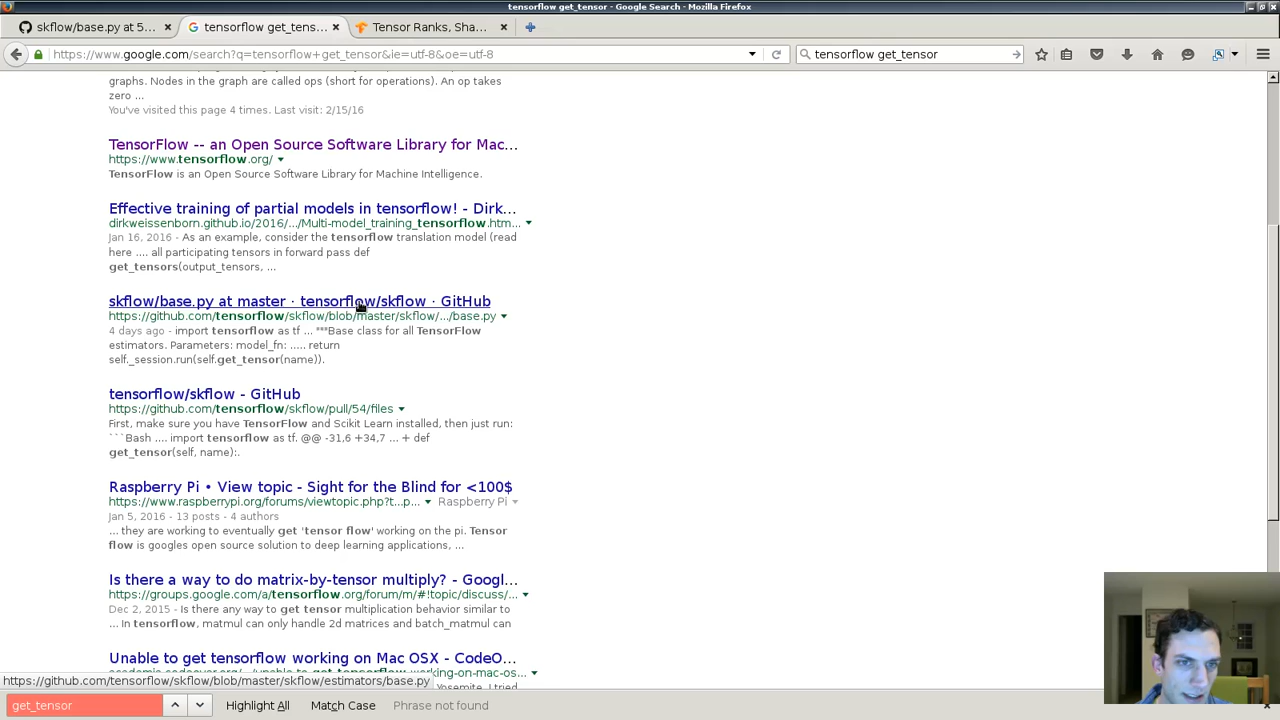 tensorflow get_tensor - Google Search - Mozilla Firefox
skflow/base.py at 5... × tensorflow get_tens... × Tensor Ranks, Sha... ×
https://www.google.com/search?q=tensorflow+get_tensor&ie=utf-8&oe=utf-8 tensorflow get_tensor
graphs. Nodes in the graph are called ops (short for operations). An op takes
zero ...
You've visited this page 4 times. Last visit: 2/15/16
TensorFlow -- an Open Source Software Library for Mac...
https://www.tensorflow.org/
TensorFlow is an Open Source Software Library for Machine Intelligence.
Effective training of partial models in tensorflow! - Dirk...
dirkweissenborn.github.io/2016/.../Multi-model_training_tensorflow.htm...
Jan 16, 2016 - As an example, consider the tensorflow translation model (read
here .... all participating tensors in forward pass def
get_tensors(output_tensors, ...
skflow/base.py at master · tensorflow/skflow · GitHub
https://github.com/tensorflow/skflow/blob/master/skflow/.../base.py
4 days ago - import tensorflow as tf ... """Base class for all TensorFlow
estimators. Parameters: model_fn: ..... return
self._session.run(self.get_tensor(name)).
tensorflow/skflow - GitHub
https://github.com/tensorflow/skflow/pull/54/files
First, make sure you have TensorFlow and Scikit Learn installed, then just run:
```Bash .... import tensorflow as tf. @@ -31,6 +34,7 ... + def
get_tensor(self, name):.
Raspberry Pi • View topic - Sight for the Blind for <100$
https://www.raspberrypi.org/forums/viewtopic.php?t...p... Raspberry Pi
Jan 5, 2016 - 13 posts - 4 authors
... they are working to eventually get 'tensor flow' working on the pi. Tensor
flow is googles open source solution to deep learning applications, ...
Is there a way to do matrix-by-tensor multiply? - Googl...
https://groups.google.com/a/tensorflow.org/forum/m/#!topic/discuss/...
Dec 2, 2015 - Is there any way to get tensor multiplication behavior similar to
... In tensorflow, matmul can only handle 2d matrices and batch_matmul can
Unable to get tensorflow working on Mac OSX - CodeO...
Yosemite, I tried
https://github.com/tensorflow/skflow/blob/master/skflow/estimators/base.py
get_tensor Highlight All Match Case Phrase not found